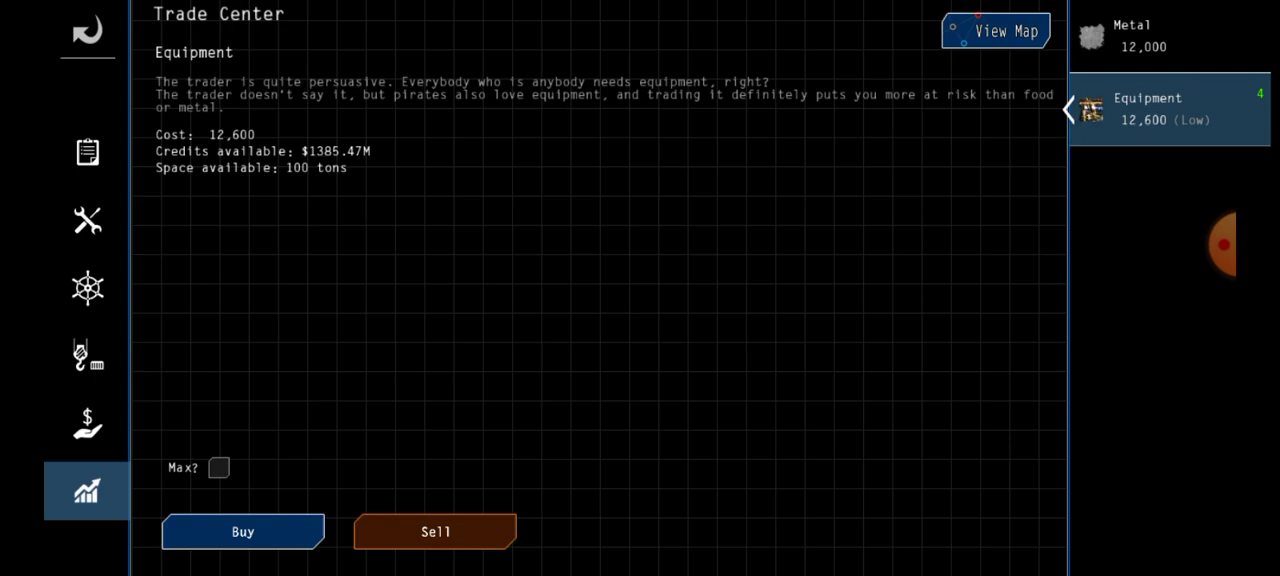 Trade Center
View Map
Equipment
The trader is quite persuasive. Everybody who is anybody needs equipment, right?
The trader doesn't say it, but pirates also love equipment, and trading it definitely puts you more at risk than food
or metal.
Cost: 12,600
Credits available: $1385.47M
Space available: 100 tons
Max?
Buy
Sell
Metal
12,000
Equipment
4
12,600 (Low)